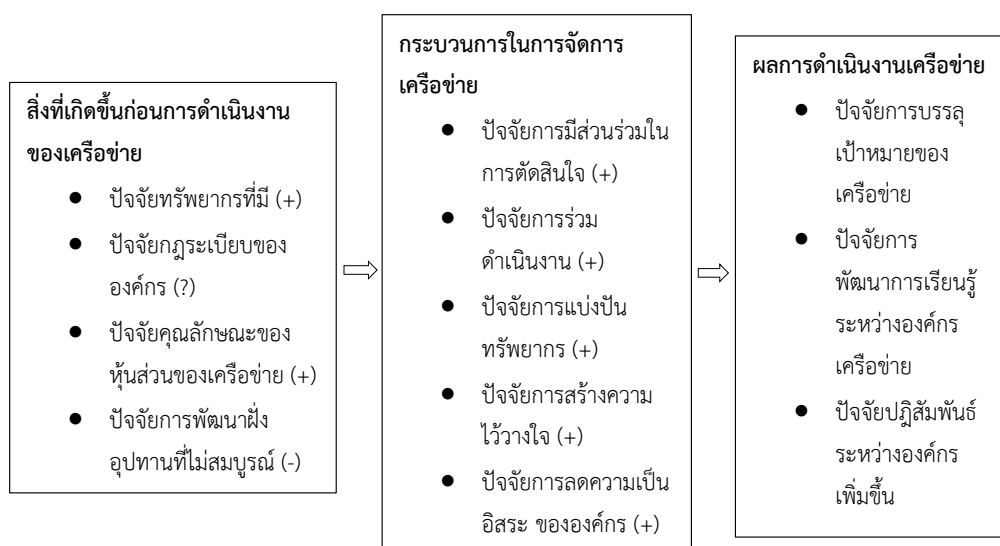 สิ่งที่เกิดขึ้นก่อนการดำเนินงาน
ของเครือข่าย
● ปัจจัยทรัพยากรที่มี (+)
● ปัจจัยกฎระเบียบของ
องค์กร (?)
● ปัจจัยคุณลักษณะของ
หุ้นส่วนของเครือข่าย (+)
● ปัจจัยการพัฒนาฝั่ง
อุปทานที่ไม่สมบูรณ์ (-)
กระบวนการในการจัดการ
เครือข่าย
● ปัจจัยการมีส่วนร่วมใน
การตัดสินใจ (+)
● ปัจจัยการร่วม
ดำเนินงาน (+)
● ปัจจัยการแบ่งปัน
ทรัพยากร (+)
● ปัจจัยการสร้างความ
ไว้วางใจ (+)
● ปัจจัยการลดความเป็น
อิสระ ขององค์กร (+)
ผลการดำเนินงานเครือข่าย
● ปัจจัยการบรรลุ
เป้าหมายของ
เครือข่าย
● ปัจจัยการ
พัฒนาการเรียนรู้
ระหว่างองค์กร
เครือข่าย
● ปัจจัยปฏิสัมพันธ์
ระหว่างองค์กร
เพิ่มขึ้น